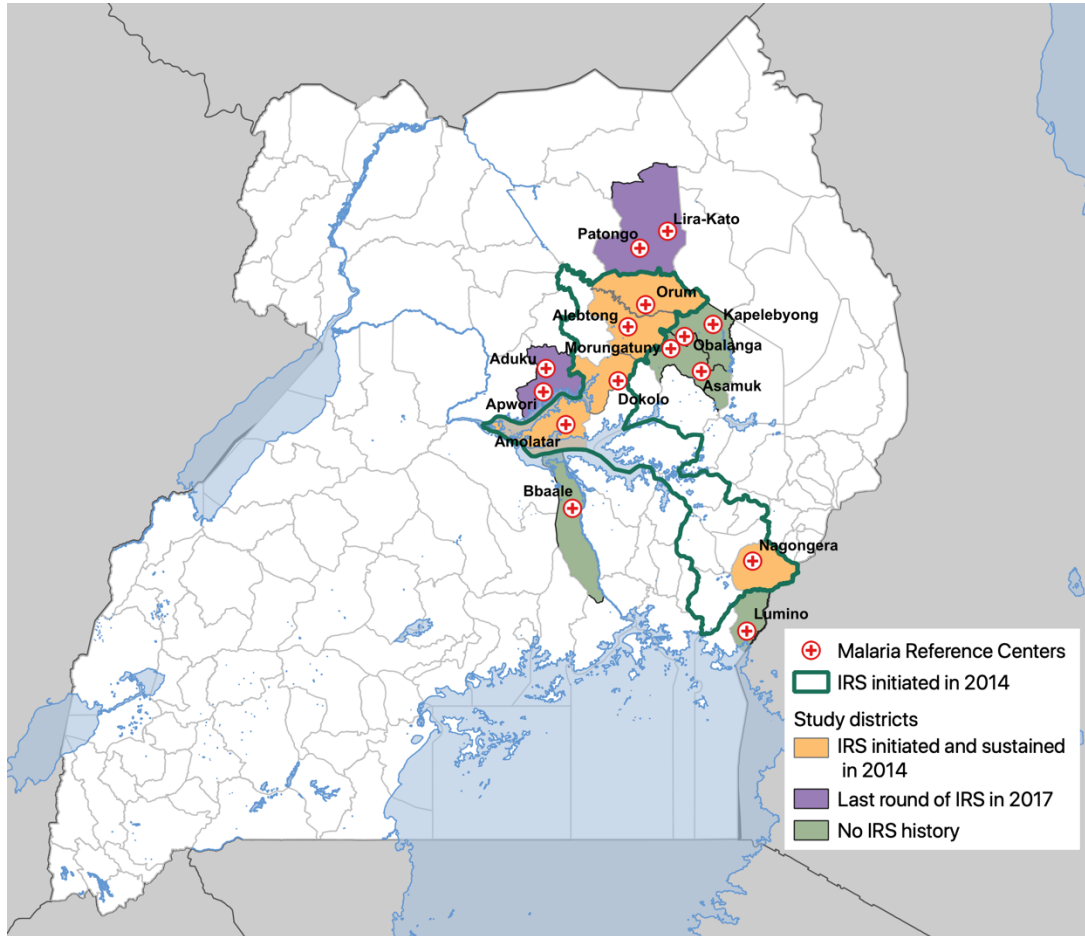 Lira-Kato
Patongo
Orum
Alebtong
Kapelebyong
Morungatuny
Obalanga
Aduku
Asamuk
Apwori
Dokolo
Amolatar
Bbaale
Nagongera
Lumino
Malaria Reference Centers
IRS initiated in 2014
Study districts
IRS initiated and sustained
in 2014
Last round of IRS in 2017
No IRS history